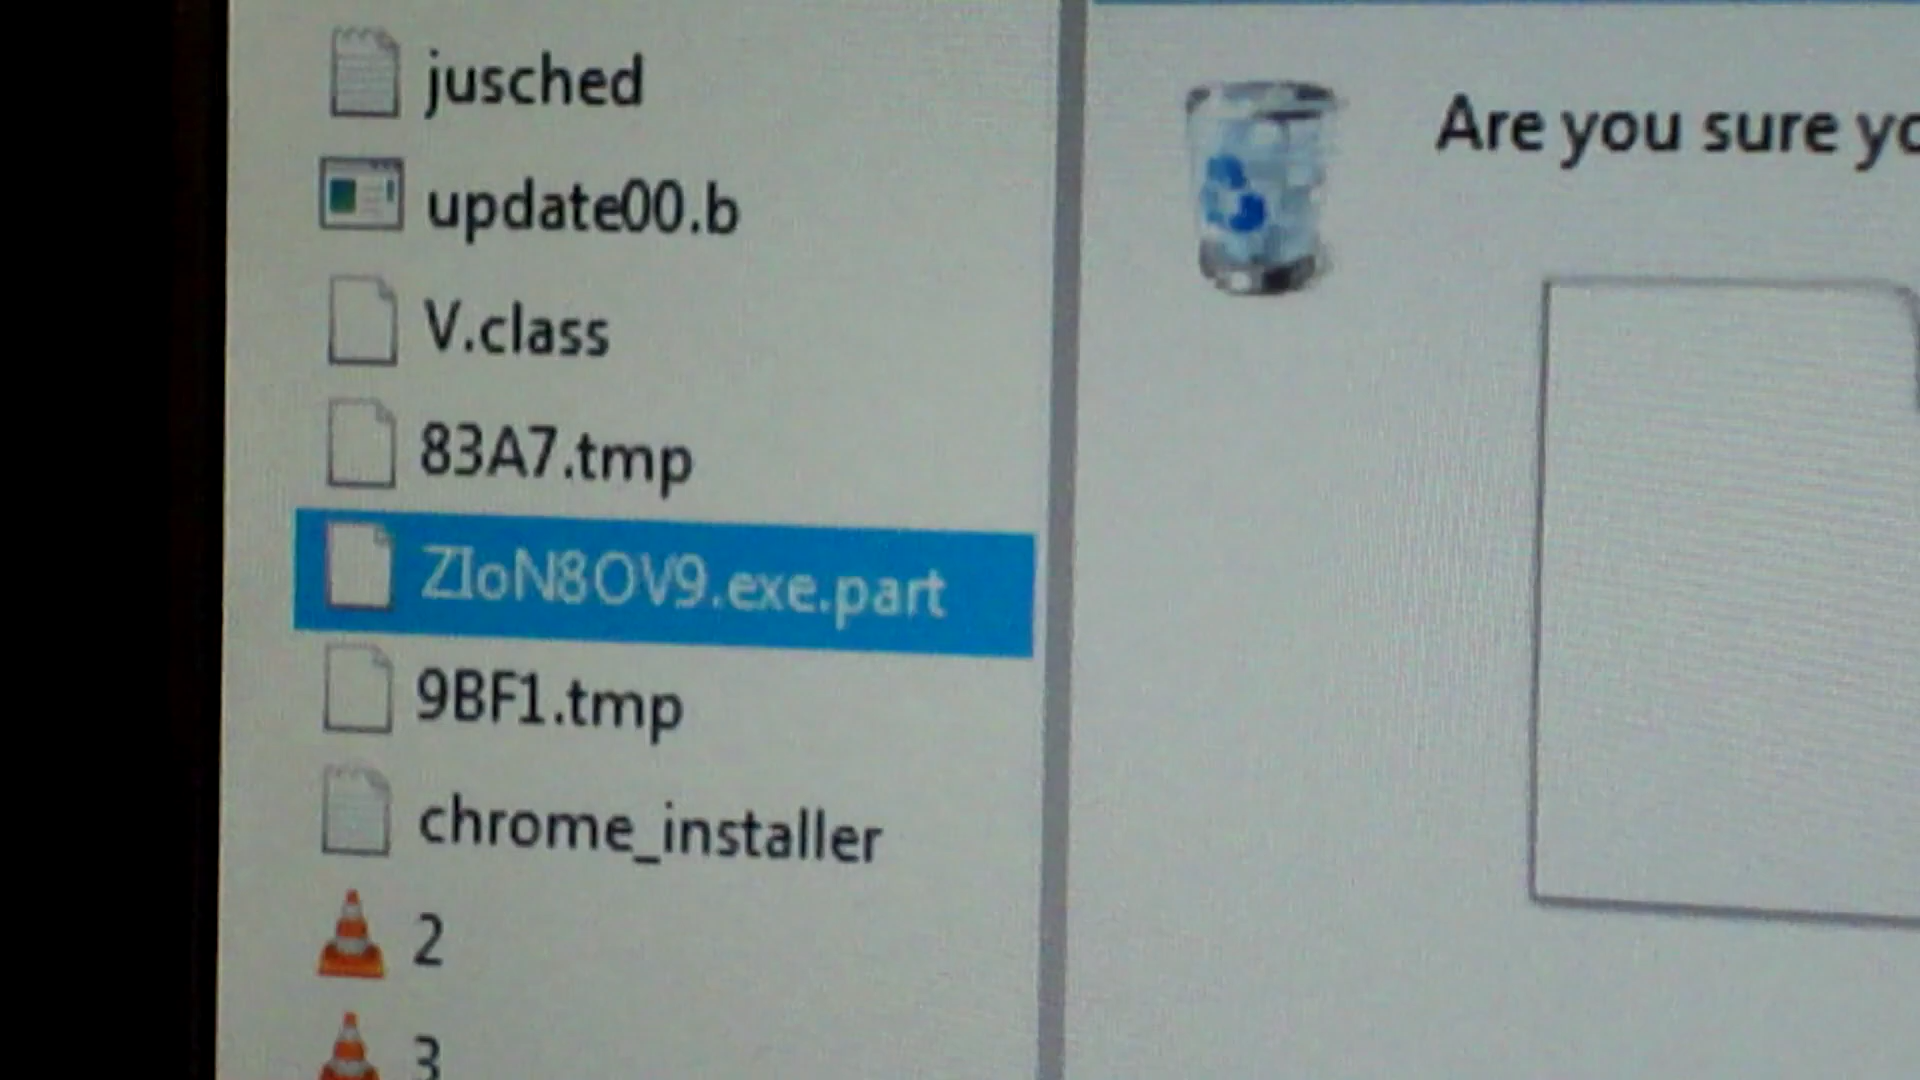 jusched
update00.b
V.class
83A7.tmp
ZIoN8OV9.exe.part
9BF1.tmp
chrome_installer
2
3
Are you sure yo